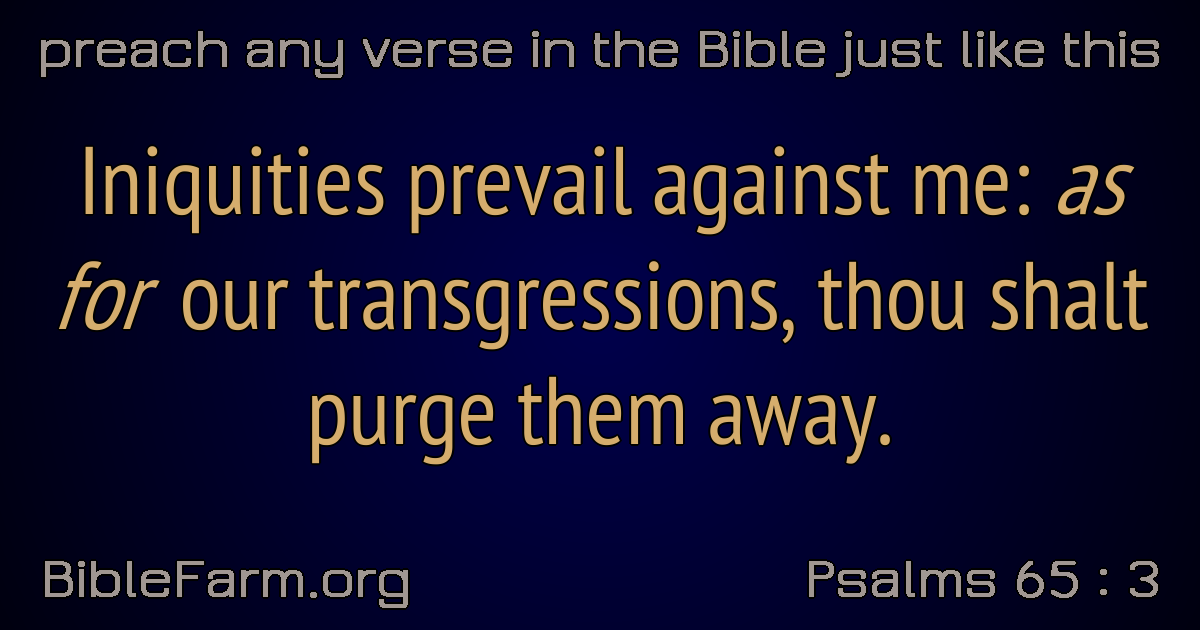 preach any verse in the Bible just like this
Iniquities prevail against me: as
for our transgressions, thou shalt
purge them away.
BibleFarm.org
Psalms 65 : 3